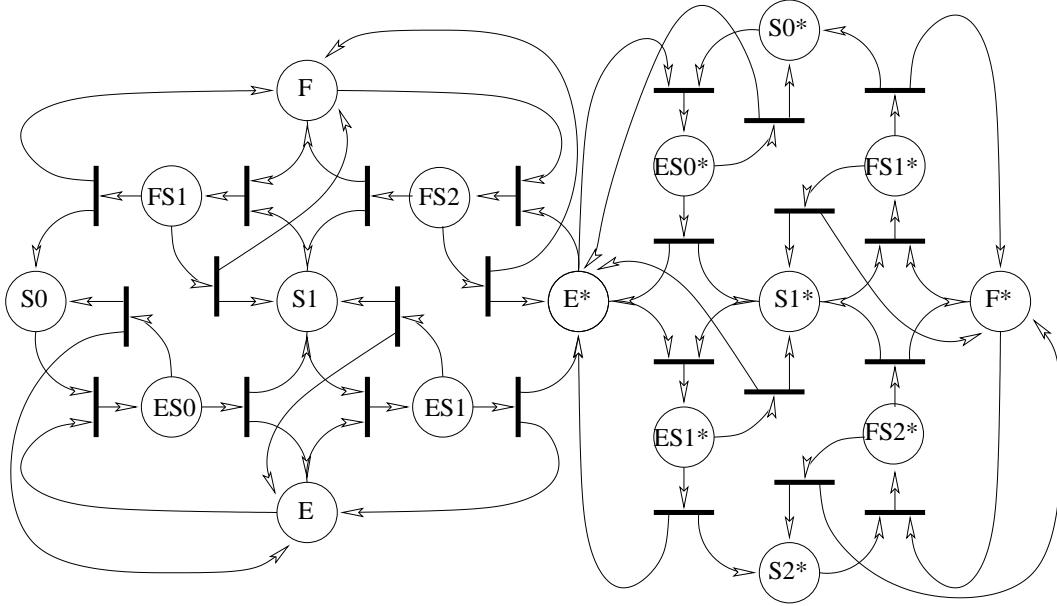 S0*
F
ES0*
FS1*
FS1
FS2
S0
S1
E*
S1*
F*
ES0
ES1
ES1*
FS2*
E
S2*